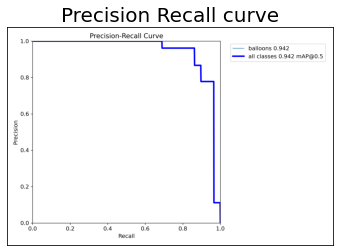 Precision Recall curve
Precision-Recall Curve
balloons 0.942
all classes 0.942 mAP@0.5
1.0
0.8
0.6
0.4
0.2
0.0
Precision
0.0 0.2 0.4 0.6 0.8 1.0
Recall